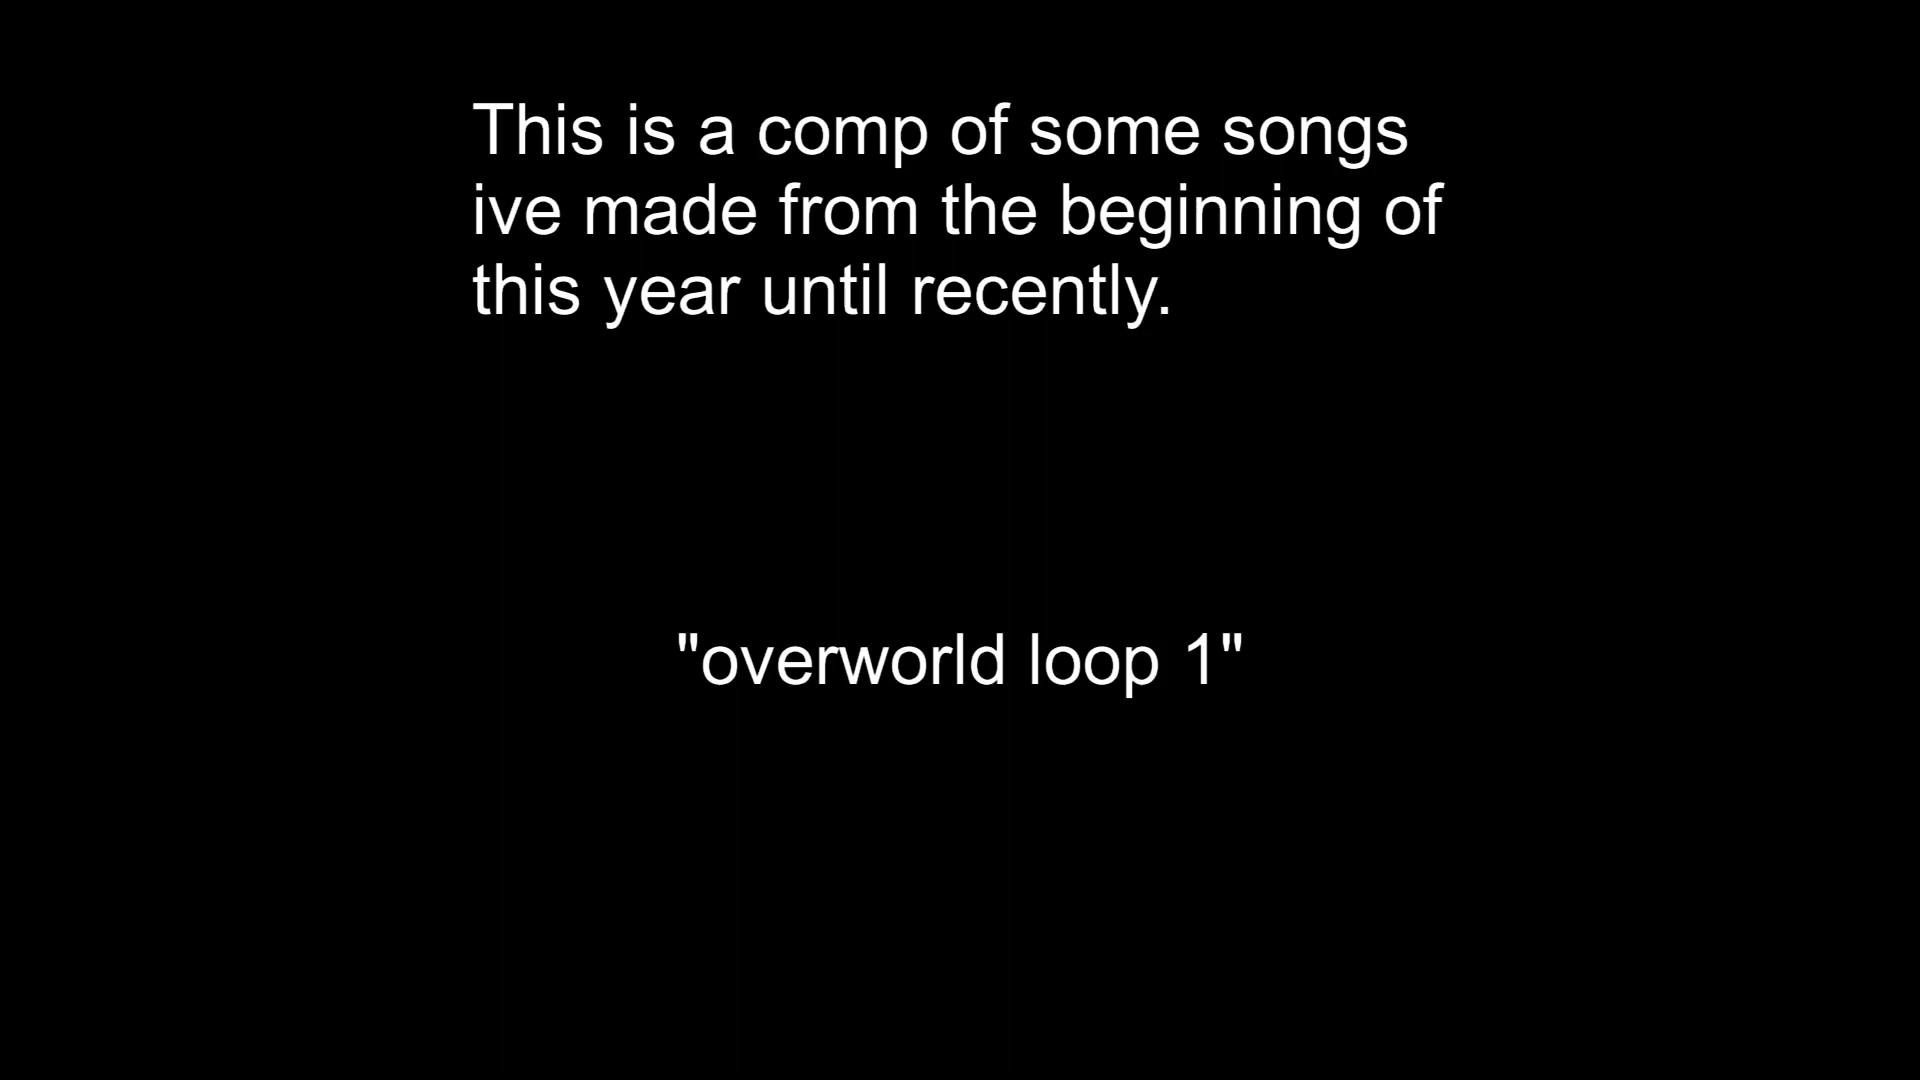 This is a comp of some songs
ive made from the beginning of
this year until recently.
"overworld loop 1"